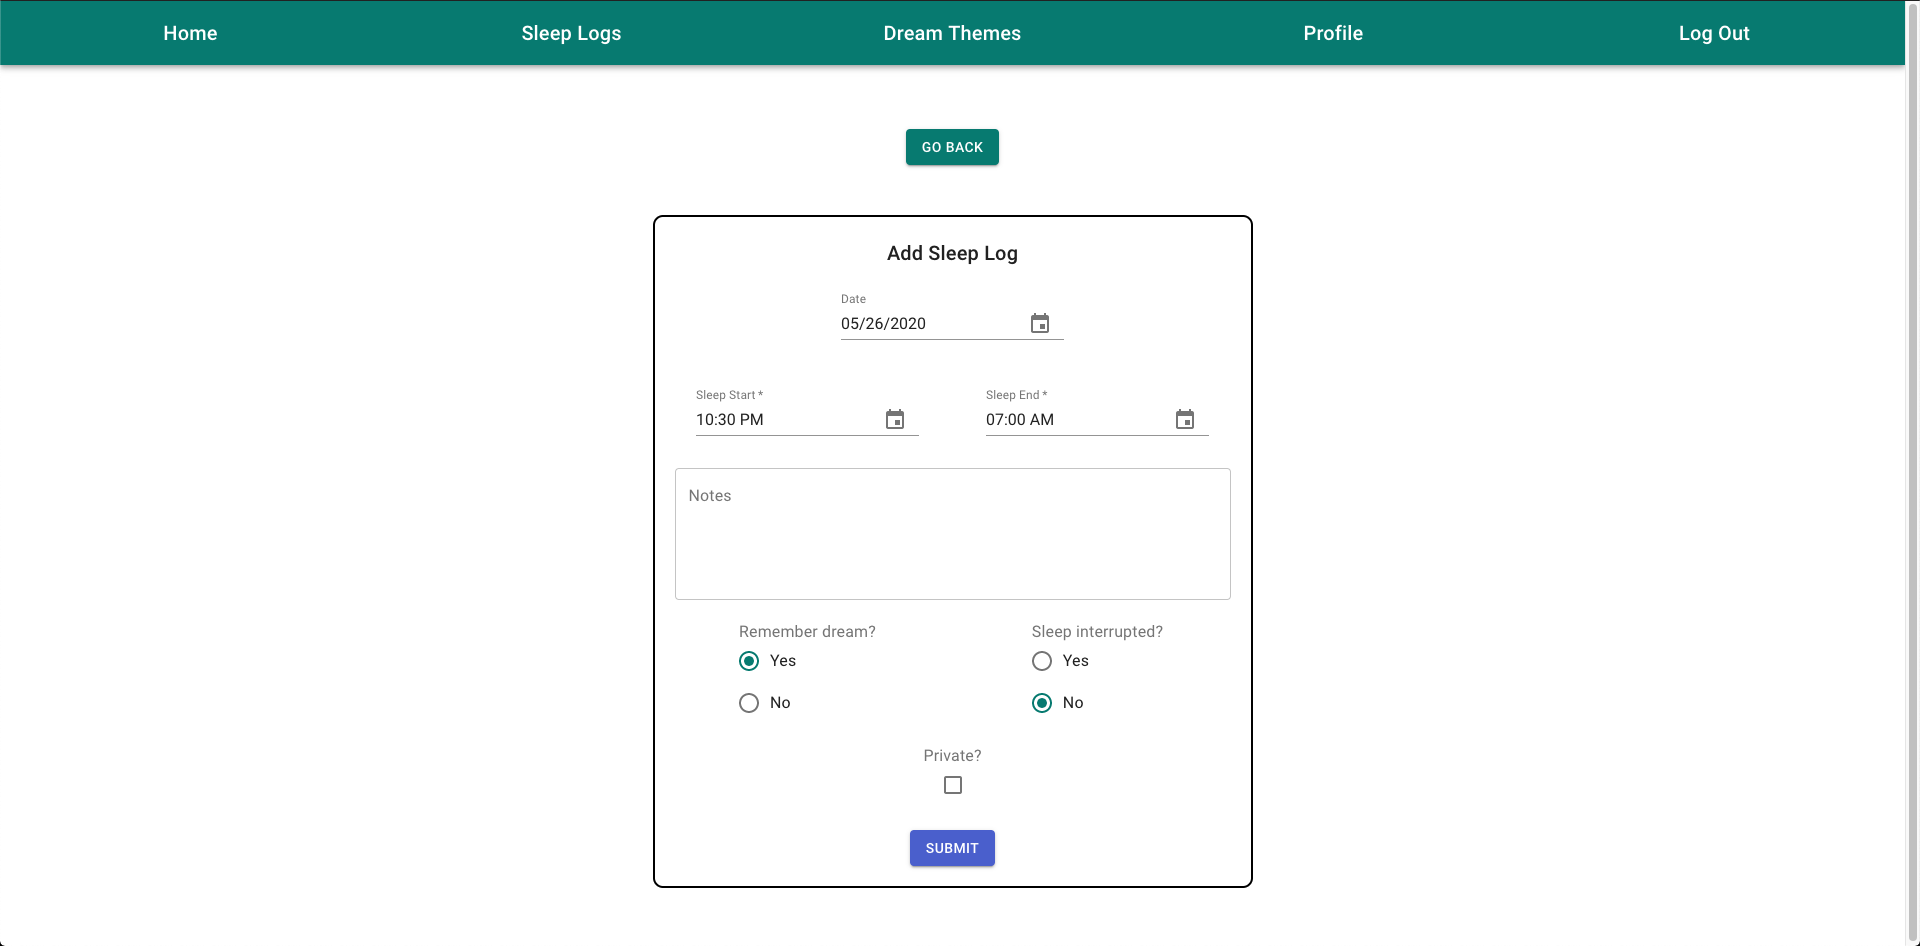 Home Sleep Logs Dream Themes Profile Log Out
GO BACK
Add Sleep Log
Date
05/26/2020
Sleep Start * Sleep End *
10:30 PM 07:00 AM
Notes
Remember dream? Sleep interrupted?
Yes Yes
No No
Private?
SUBMIT